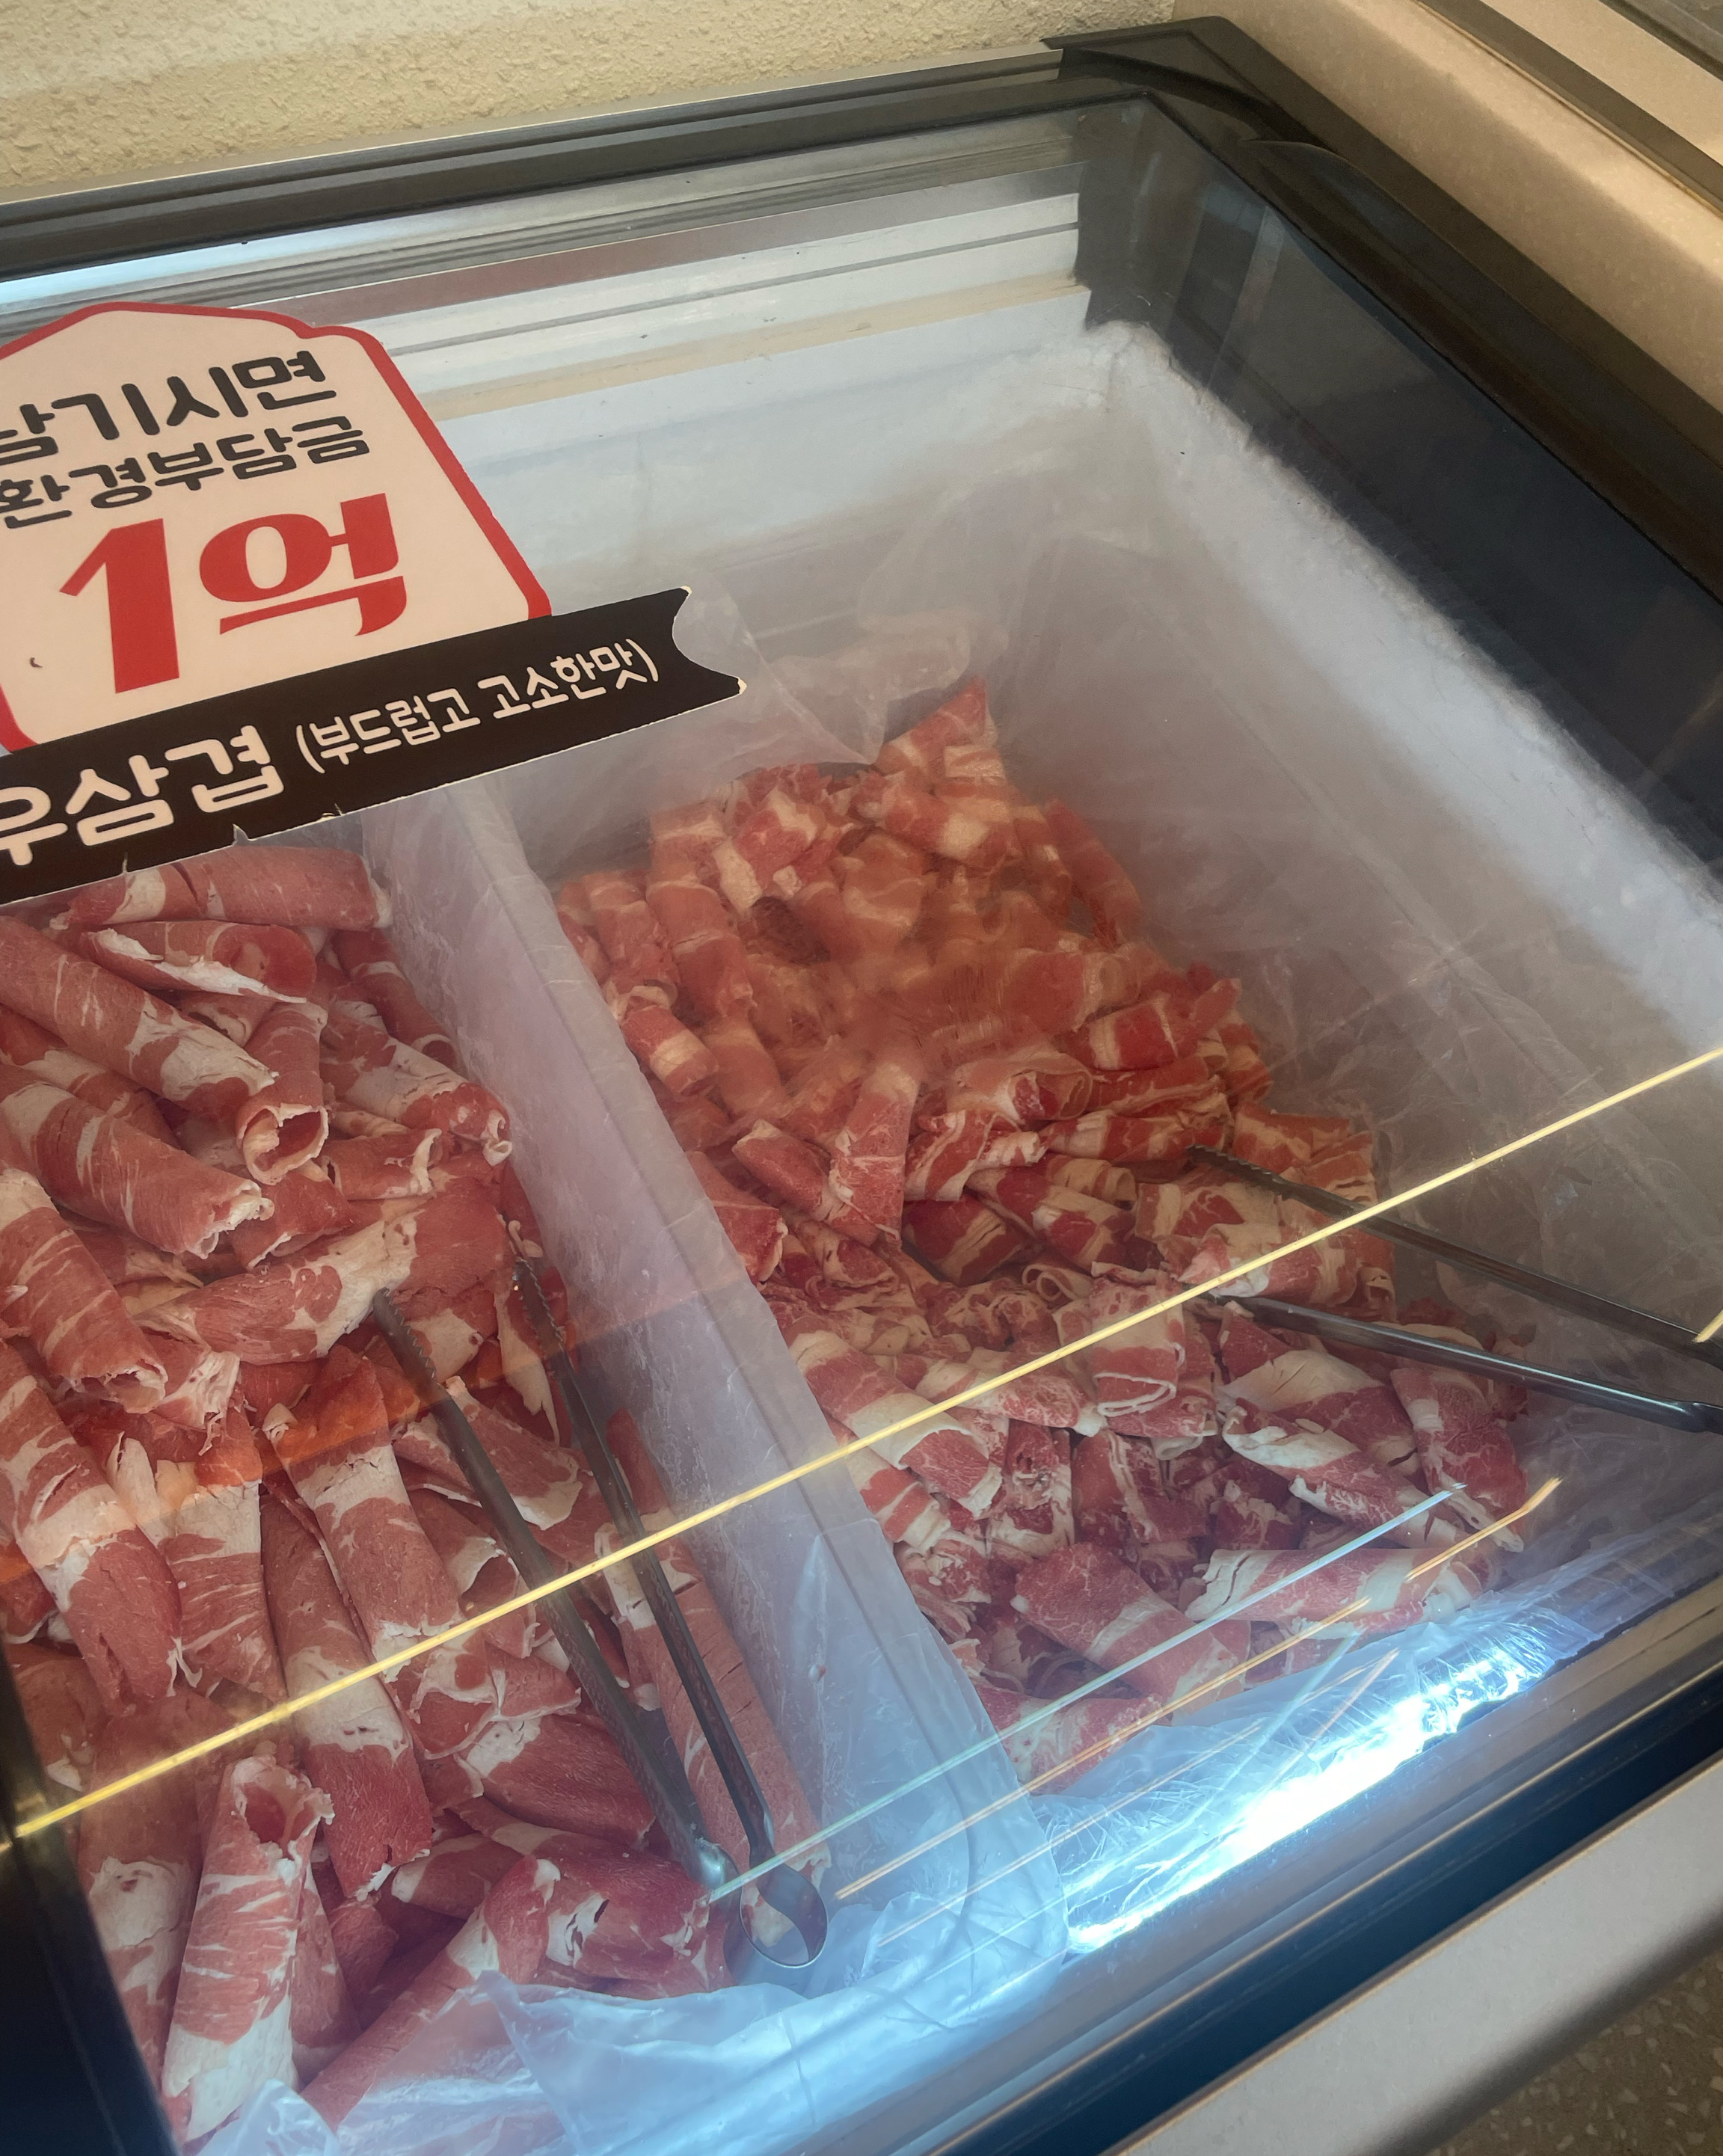 남기시면
환경부담금
1억
우삼겹 (부드럽고 고소한맛)